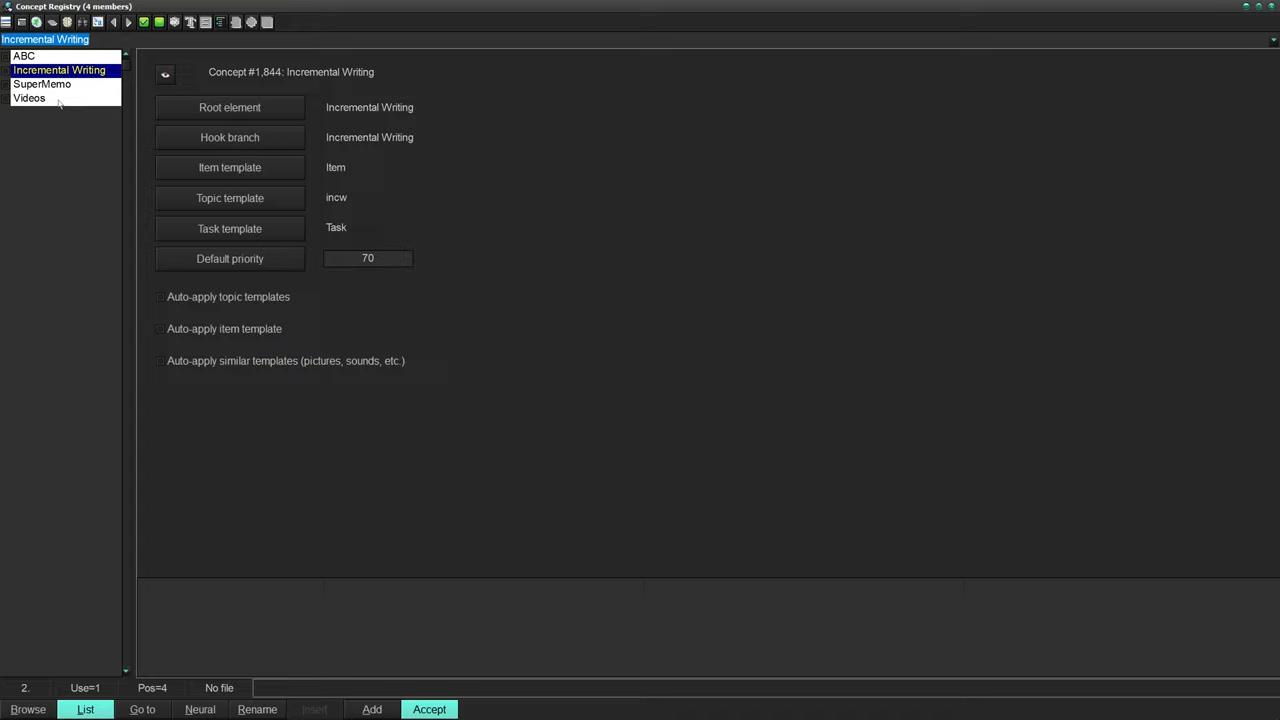 Concept Registry (4 members)
Incremental Writing
ABC
Incremental Writing
SuperMemo
Videos
Concept #1,844: Incremental Writing
Root element Incremental Writing
Hook branch Incremental Writing
Item template Item
Topic template incw
Task template Task
Default priority 70
Auto-apply topic templates
Auto-apply item template
Auto-apply similar templates (pictures, sounds, etc.)
2. Use=1 Pos=4 No file
Browse List Go to Neural Rename Insert Add Accept